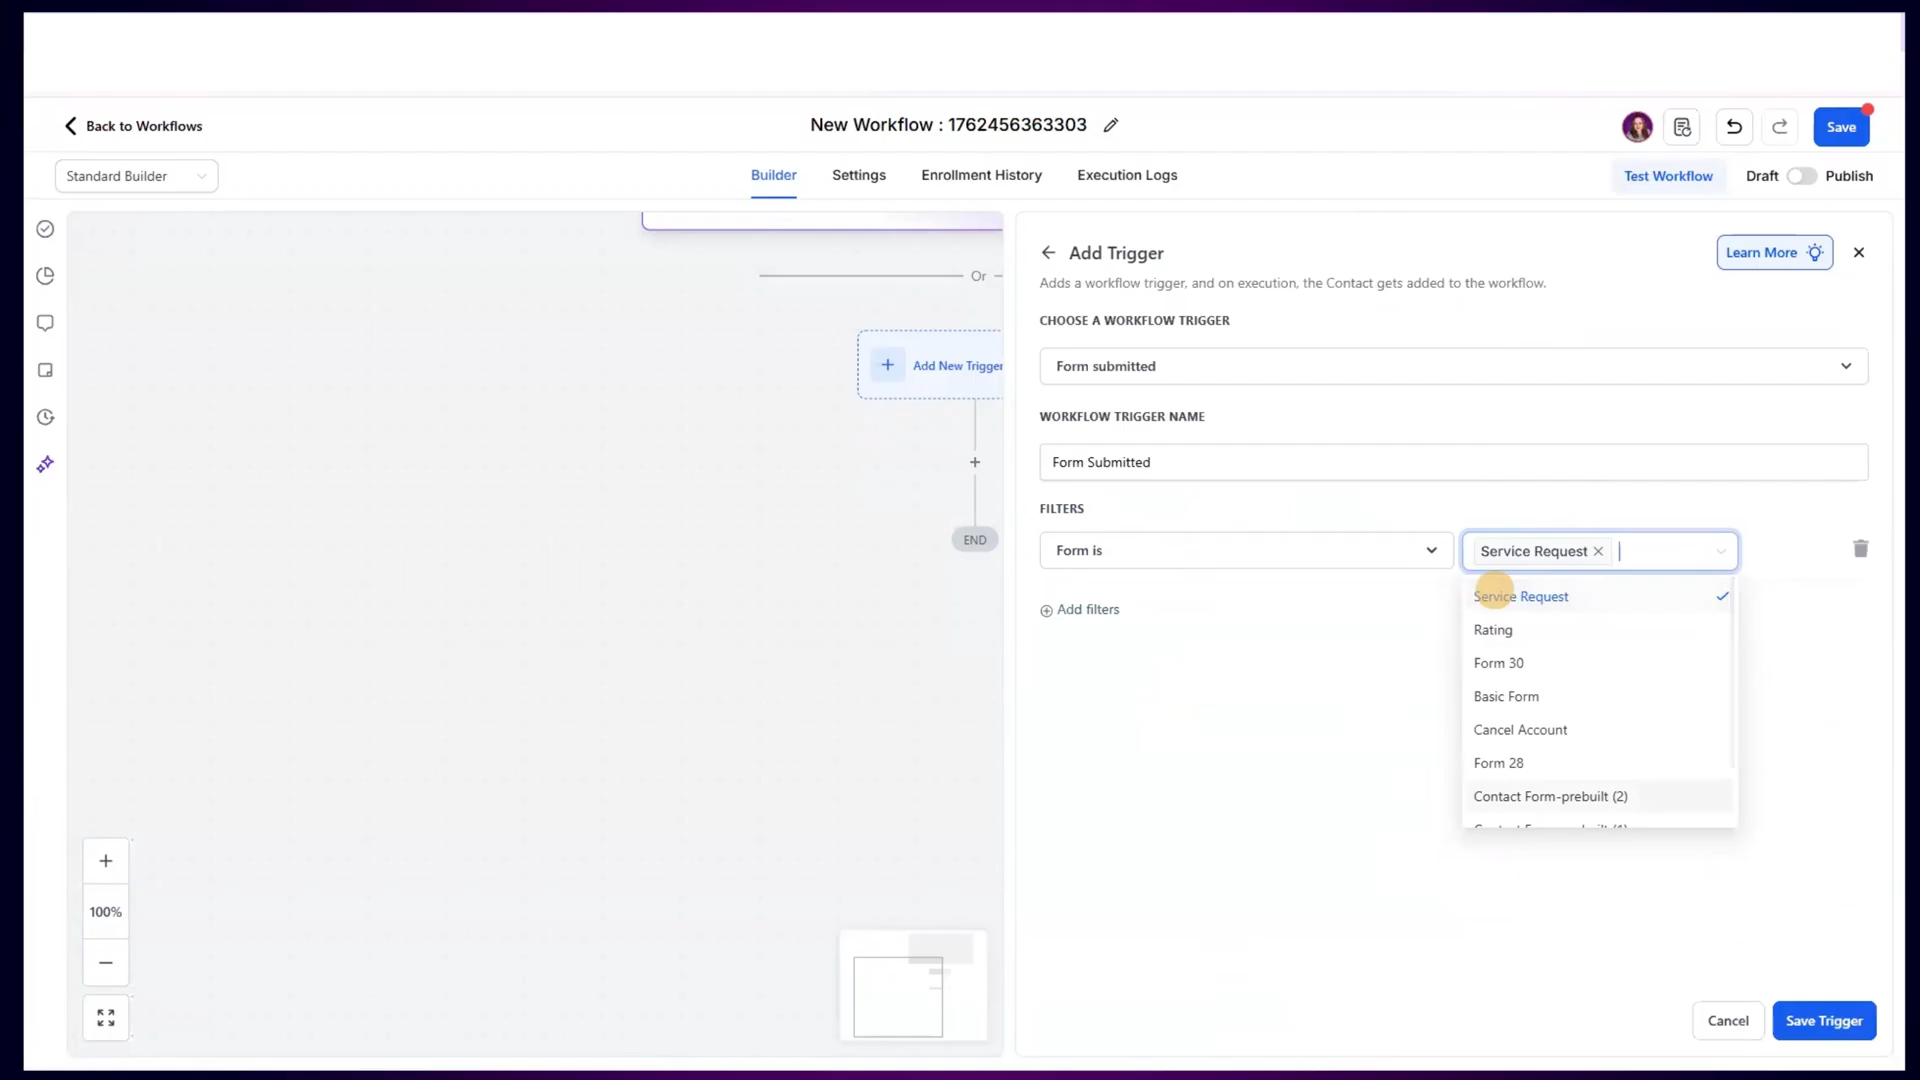 Back to Workflows
New Workflow : 1762456363303
Save
Standard Builder
Builder
Settings
Enrollment History
Execution Logs
Test Workflow
Draft
Publish
Or
Add New Trigger
END
100%
Add Trigger
Learn More
Adds a workflow trigger, and on execution, the Contact gets added to the workflow.
CHOOSE A WORKFLOW TRIGGER
Form submitted
WORKFLOW TRIGGER NAME
Form Submitted
FILTERS
Form is
Service Request
Add filters
Service Request
Rating
Form 30
Basic Form
Cancel Account
Form 28
Contact Form-prebuilt (2)
Cancel
Save Trigger